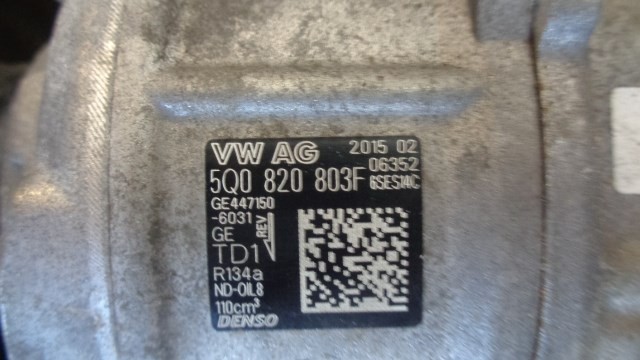 VW AG 2015 02
06352
5Q0 820 803F 6SES14C
GE447150
-6031
GE REV
TD1
R134a
ND-OIL8
110cm³
DENSO